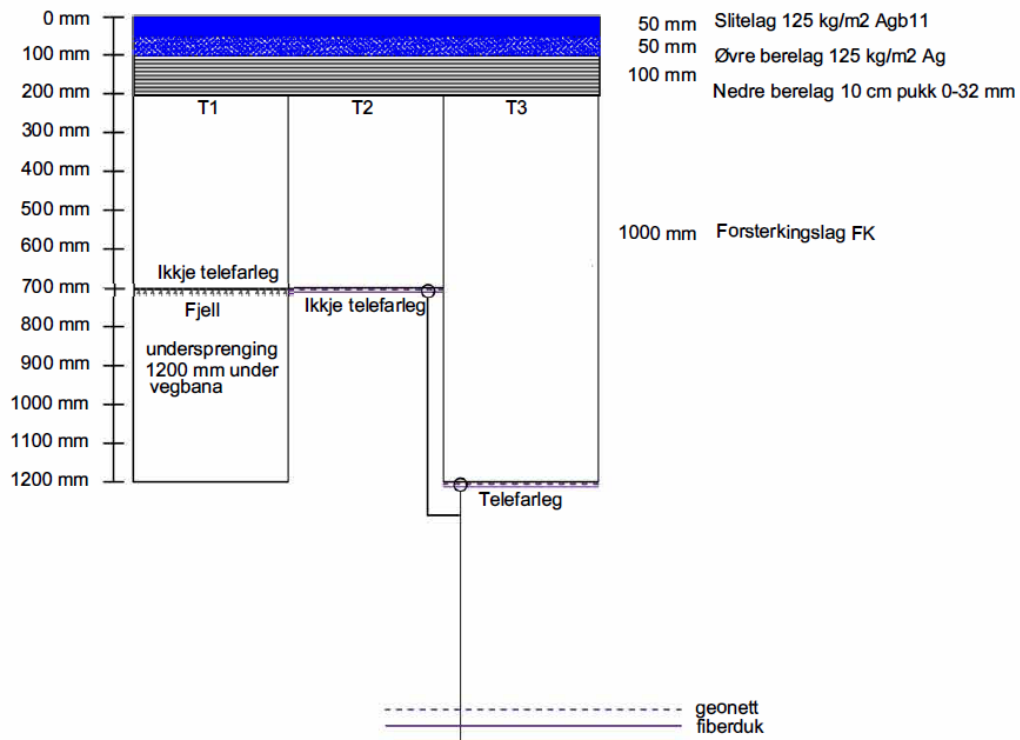 0 mm
100 mm
200 mm
300 mm
400 mm
500 mm
600 mm
700 mm
800 mm
900 mm
1000 mm
1100 mm
1200 mm
50 mm
Slitelag 125 kg/m2 Agb11
50 mm
Øvre berelag 125 kg/m2 Ag
100 mm
Nedre berelag 10 cm pukk 0-32 mm
T1
T2
T3
1000 mm
Forsterkingslag FK
Ikkje telefarleg
Fjell
undersprenging
1200 mm under
vegbana
Ikkje telefarleg
Telefarleg
geonett
fiberduk